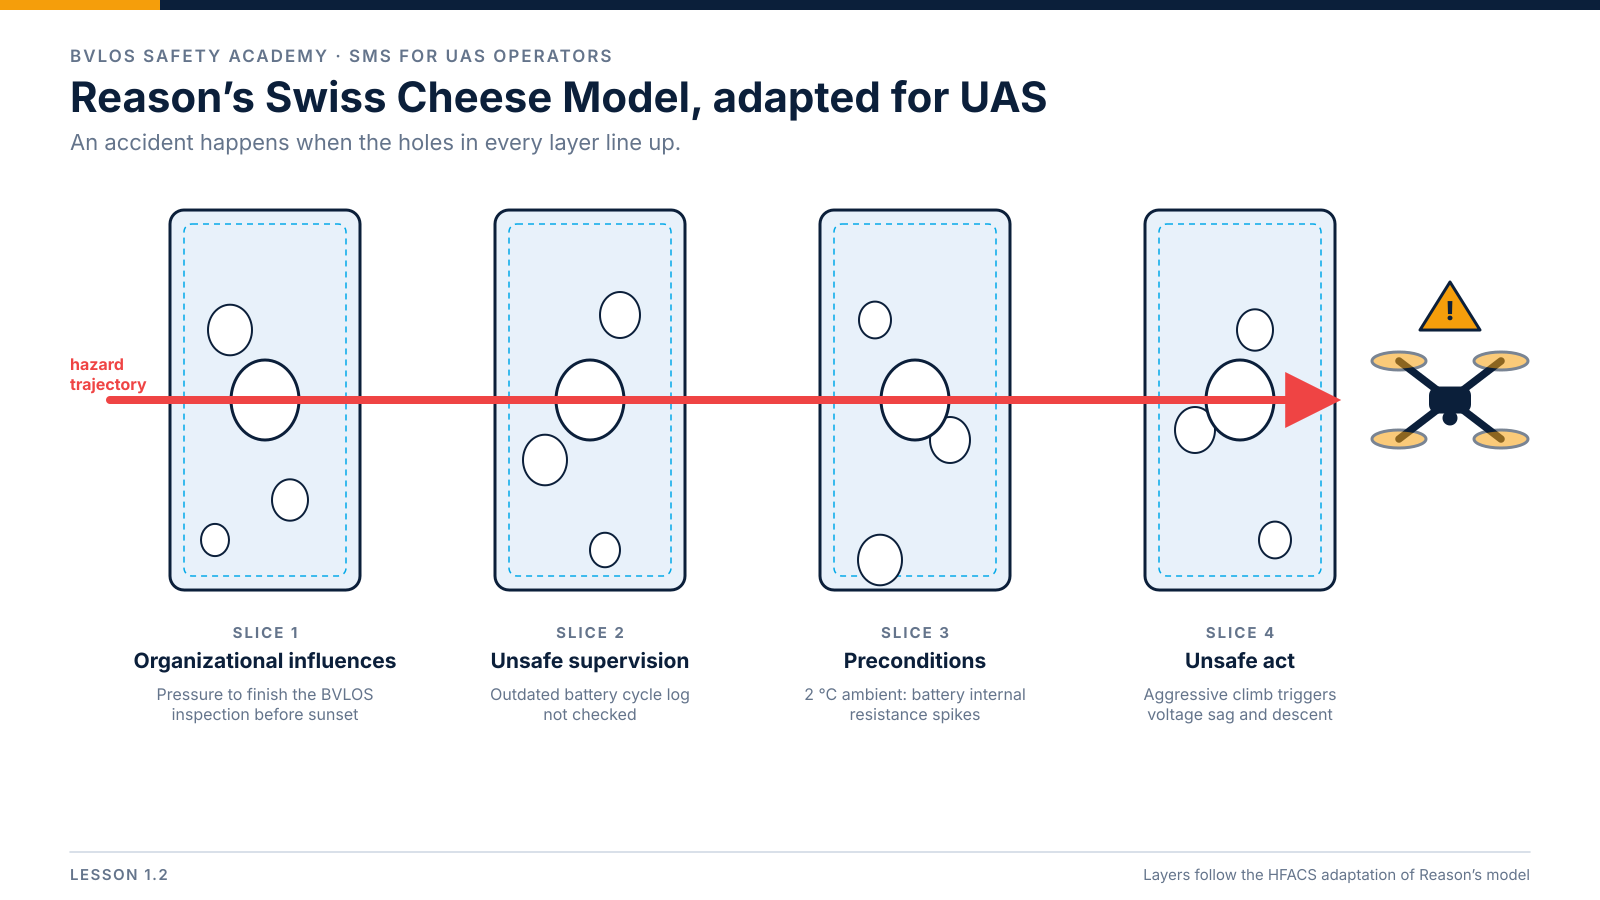 BVLOS SAFETY ACADEMY · SMS FOR UAS OPERATORS
Reason’s Swiss Cheese Model, adapted for UAS
An accident happens when the holes in every layer line up.
hazard
trajectory
!
SLICE 1
Organizational influences
Pressure to finish the BVLOS
inspection before sunset
SLICE 2
Unsafe supervision
Outdated battery cycle log
not checked
SLICE 3
Preconditions
2 °C ambient: battery internal
resistance spikes
SLICE 4
Unsafe act
Aggressive climb triggers
voltage sag and descent
LESSON 1.2
Layers follow the HFACS adaptation of Reason’s model